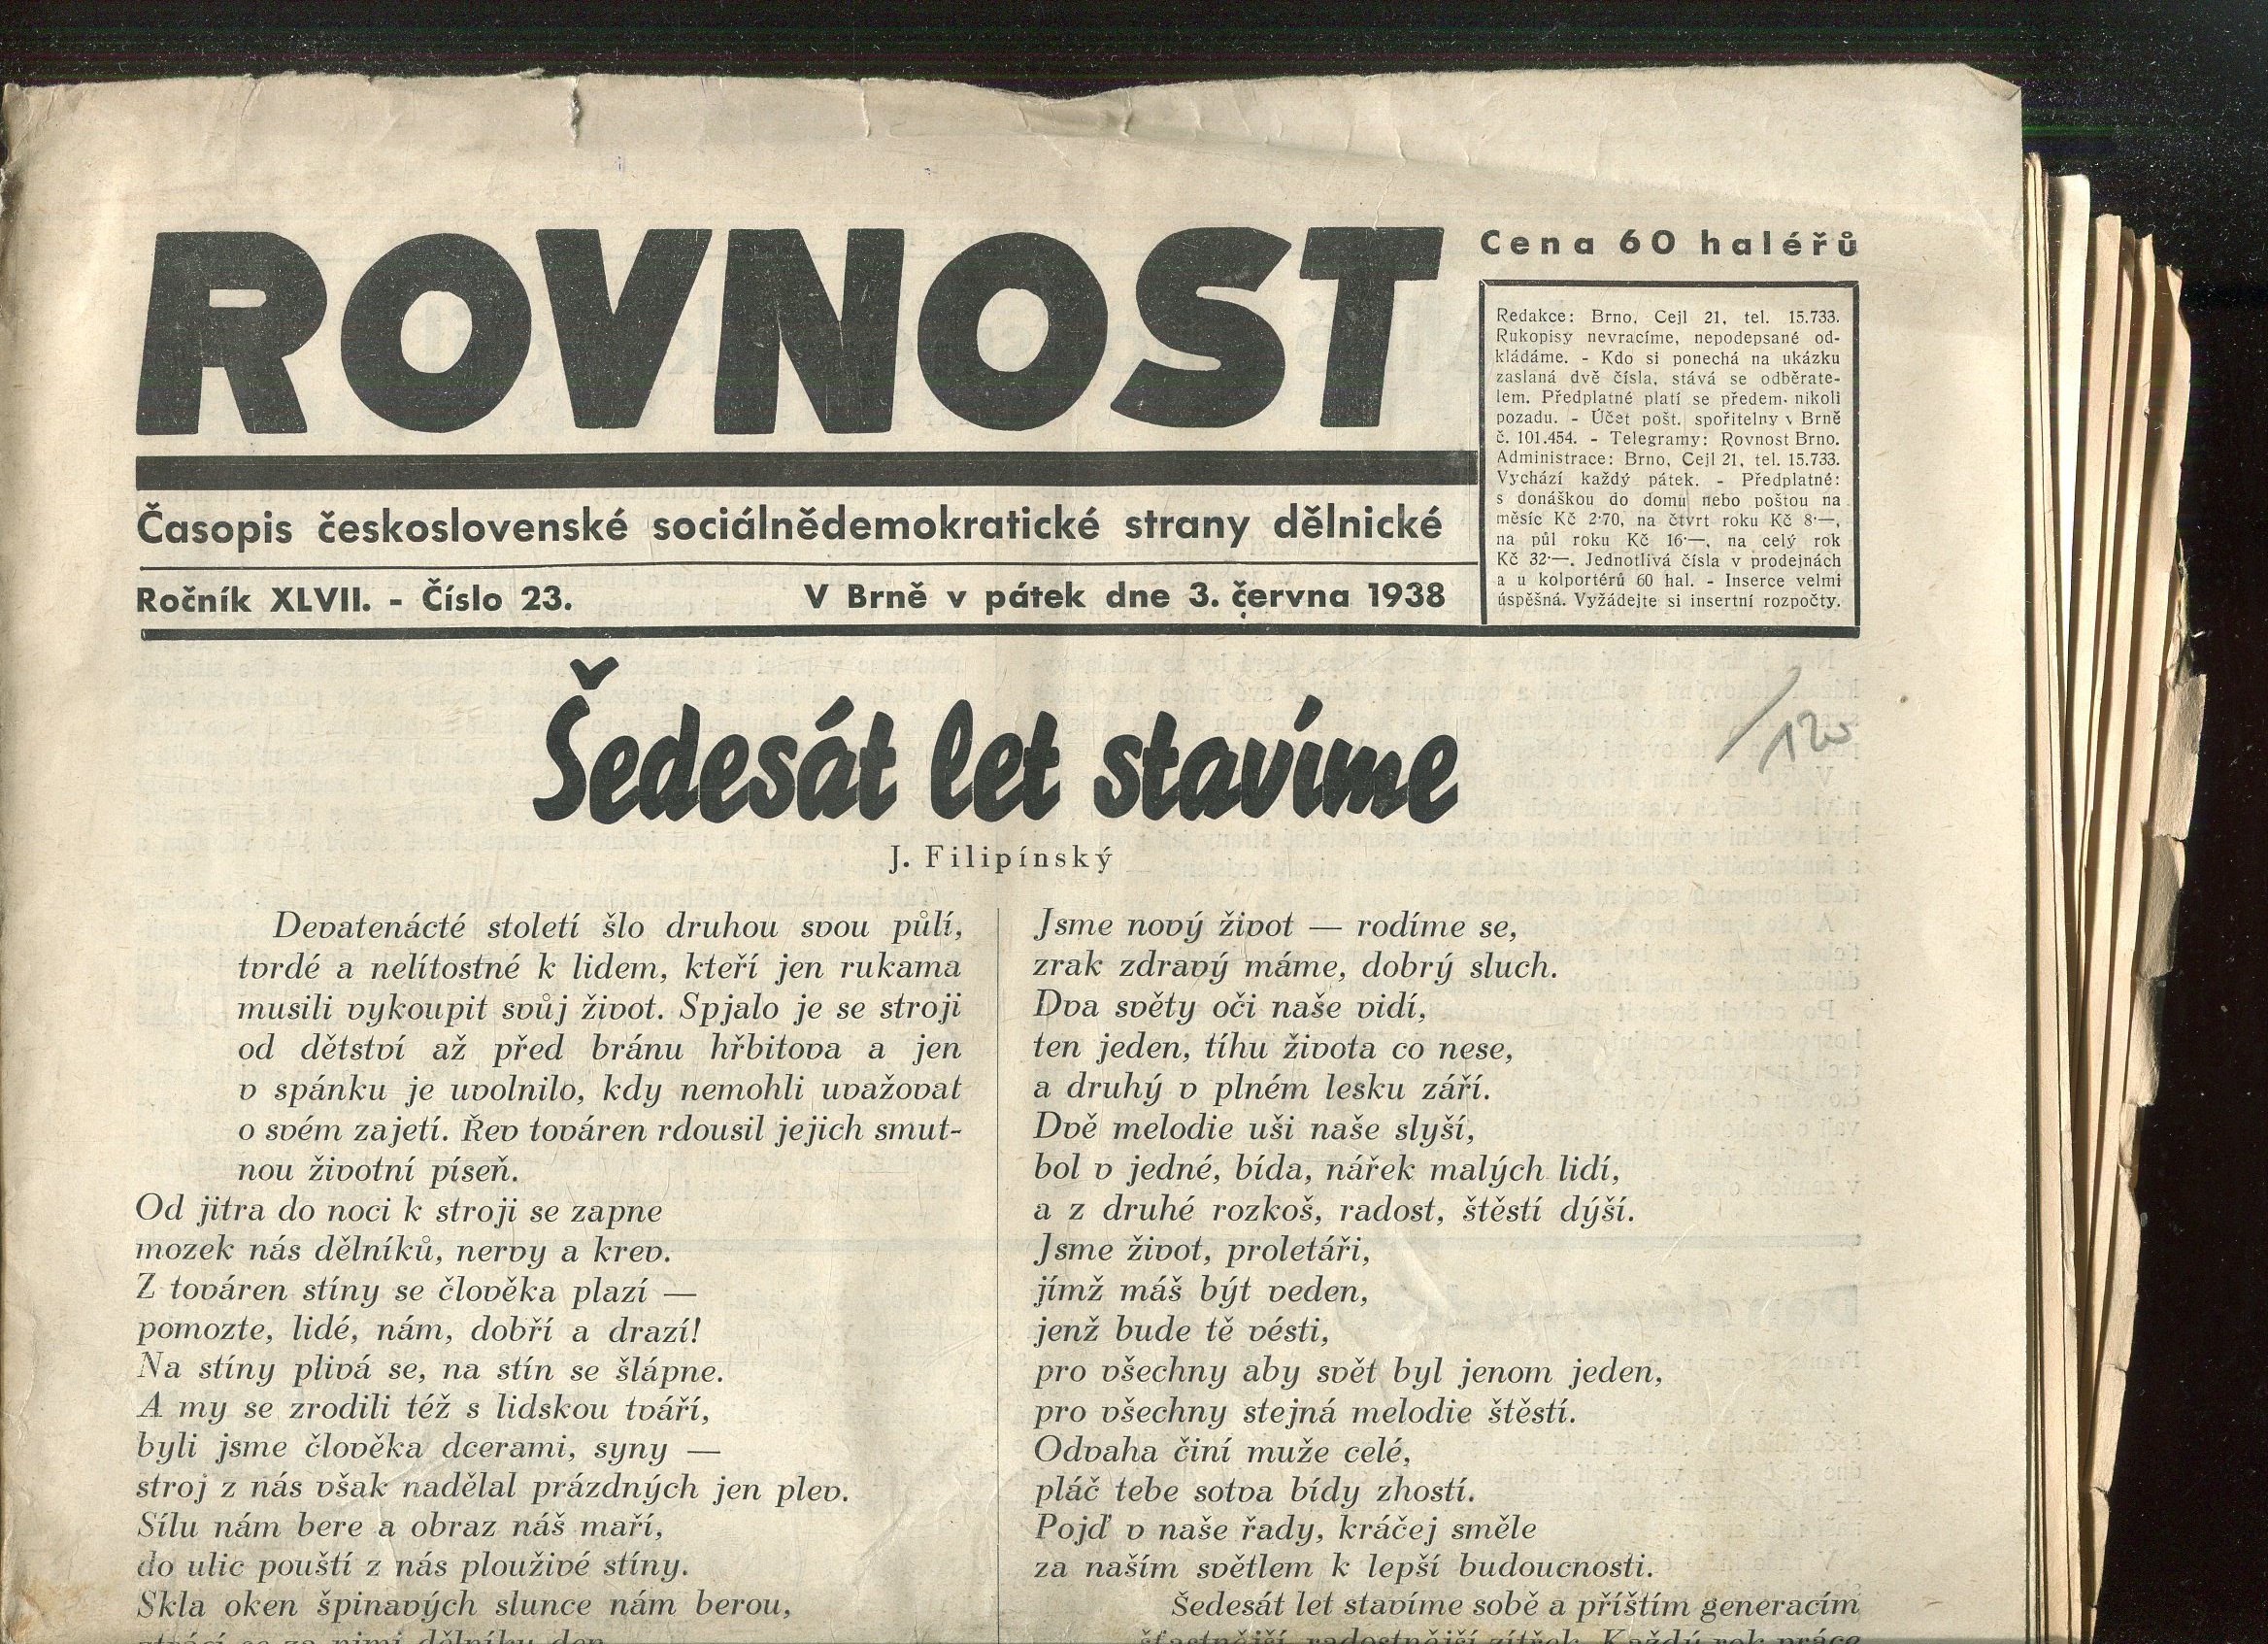 ROVNOST
Cena 60 haléřů
Redakce: Brno, Cejl 21, tel. 15.733.
Rukopisy nevracíme, nepodepsané od-
kládáme. - Kdo si ponechá na ukázku
zaslaná dvě čísla, stává se odběrate-
lem. Předplatné platí se předem, nikoli
pozadu. - Účet pošt. spořitelny v Brně
č. 101.454. - Telegramy: Rovnost Brno.
Administrace: Brno, Cejl 21, tel. 15.733.
Vychází každý pátek. - Předplatné:
s donáškou do domu nebo poštou na
měsíc Kč 2·70, na čtvrt roku Kč 8·—,
na půl roku Kč 16·—, na celý rok
Kč 32·—. Jednotlivá čísla v prodejnách
a u kolportérů 60 hal. - Inserce velmi
úspěšná. Vyžádejte si insertní rozpočty.
Časopis československé sociálnědemokratické strany dělnické
Ročník XLVII. - Číslo 23.
V Brně v pátek dne 3. června 1938
Šedesát let stavíme
J. Filipínský
Devatenácté století šlo druhou svou půlí,
tvrdé a nelítostné k lidem, kteří jen rukama
musili vykoupit svůj život. Spjalo je se stroji
od dětství až před bránu hřbitova a jen
v spánku je uvolnilo, kdy nemohli uvažovat
o svém zajetí. Řev továren rdousil jejich smut-
nou životní píseň.
Od jitra do noci k stroji se zapne
mozek nás dělníků, nervy a krev.
Z továren stíny se člověka plazí —
pomozte, lidé, nám, dobří a drazí!
Na stíny plivá se, na stín se šlápne.
A my se zrodili též s lidskou tváří,
byli jsme člověka dcerami, syny —
stroj z nás však nadělal prázdných jen plev.
Sílu nám bere a obraz náš maří,
do ulic pouští z nás plouživé stíny.
Skla oken špinavých slunce nám berou,
ztrácí se za nimi dělníku den
Jsme nový život — rodíme se,
zrak zdravý máme, dobrý sluch.
Dva světy oči naše vidí,
ten jeden, tíhu života co nese,
a druhý v plném lesku září.
Dvě melodie uši naše slyší,
bol v jedné, bída, nářek malých lidí,
a z druhé rozkoš, radost, štěstí dýší.
Jsme život, proletáři,
jímž máš být veden,
jenž bude tě vésti,
pro všechny aby svět byl jenom jeden,
pro všechny stejná melodie štěstí.
Odvaha činí muže celé,
pláč tebe sotva bídy zhostí.
Pojď v naše řady, kráčej směle
za naším světlem k lepší budoucnosti.
Šedesát let stavíme sobě a příštím generacím
šťastnější, radostnější zítřek. Každý rok práce